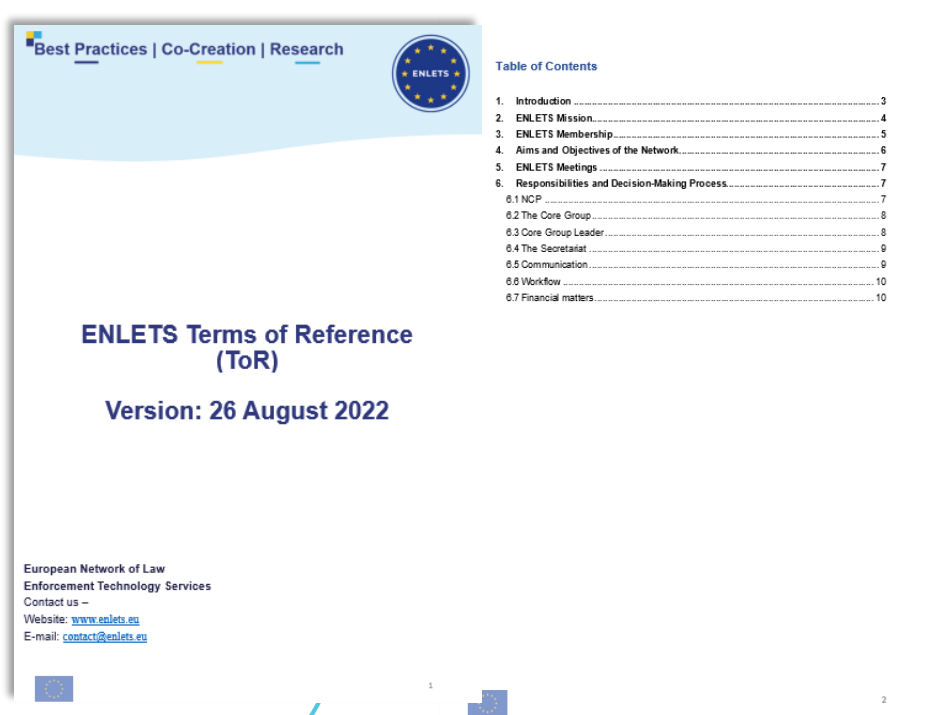 Best Practices | Co-Creation | Research
ENLETS
ENLETS Terms of Reference
(ToR)
Version: 26 August 2022
European Network of Law
Enforcement Technology Services
Contact us –
Website: www.enlets.eu
E-mail: contact@enlets.eu
1
Table of Contents
1. Introduction 3
2. ENLETS Mission 4
3. ENLETS Membership 5
4. Aims and Objectives of the Network 6
5. ENLETS Meetings 7
6. Responsibilities and Decision-Making Process 7
6.1 NCP 7
6.2 The Core Group 8
6.3 Core Group Leader 8
6.4 The Secretariat 9
6.5 Communication 9
6.6 Workflow 10
6.7 Financial matters 10
2